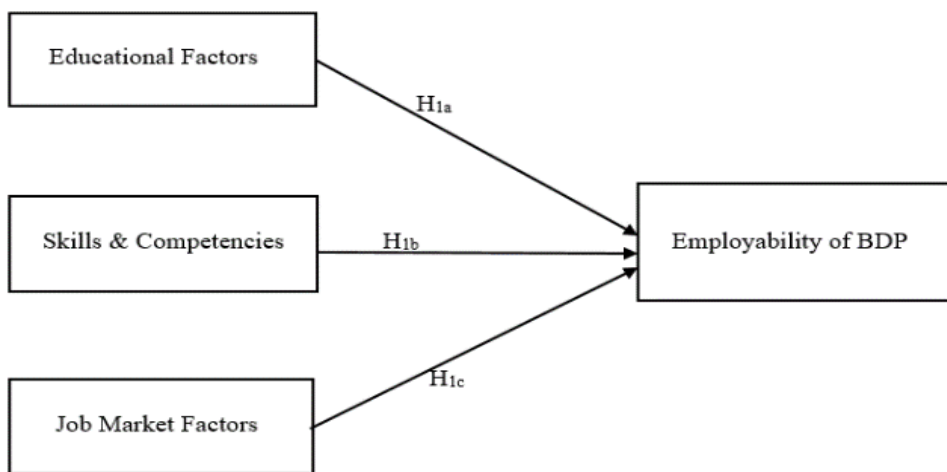 Educational Factors
H1a
Skills & Competencies
H1b
Employability of BDP
H1c
Job Market Factors